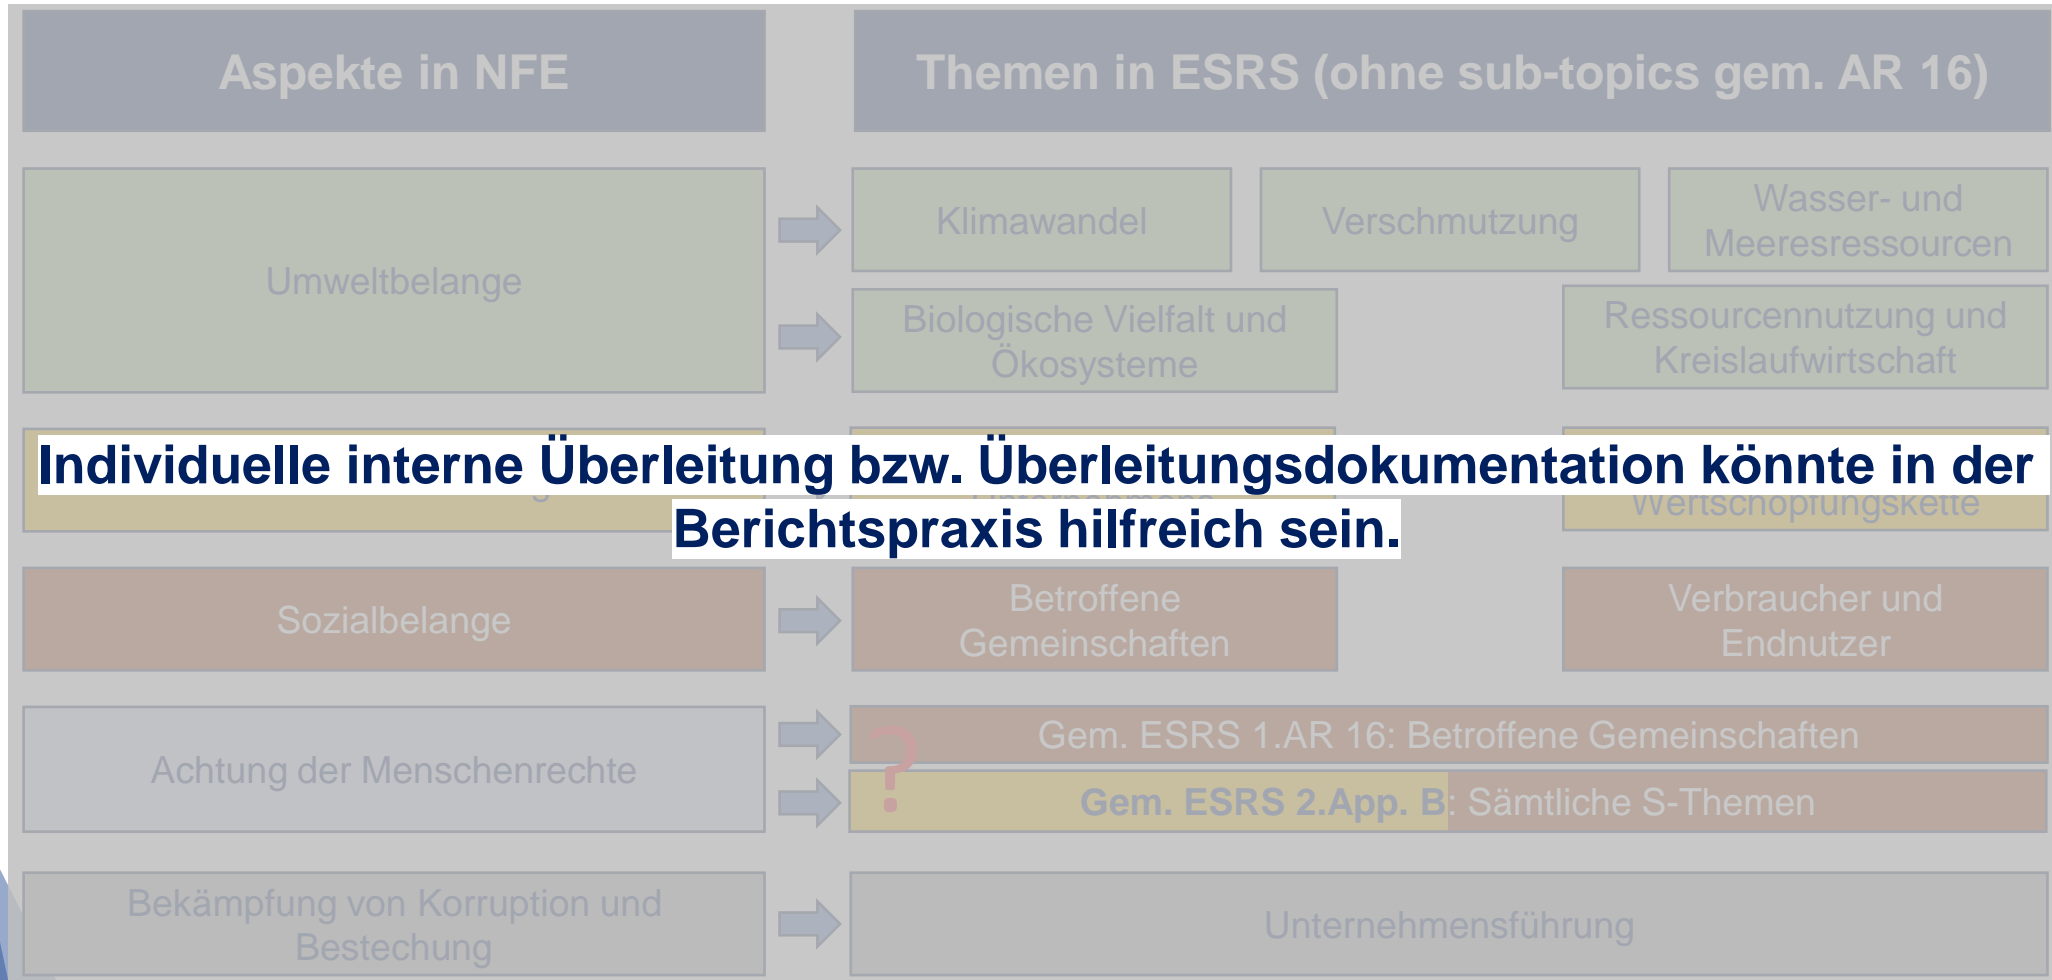 Aspekte in NFE
Themen in ESRS (ohne sub-topics gem. AR 16)
Umweltbelange
Klimawandel
Verschmutzung
Wasser- und
Meeresressourcen
Biologische Vielfalt und
Ökosysteme
Ressourcennutzung und
Kreislaufwirtschaft
Individuelle interne Überleitung bzw. Überleitungsdokumentation könnte in der
Berichtspraxis hilfreich sein.
Wertschöpfungskette
Sozialbelange
Betroffene
Gemeinschaften
Verbraucher und
Endnutzer
Achtung der Menschenrechte
?
Gem. ESRS 1.AR 16: Betroffene Gemeinschaften
Gem. ESRS 2.App. B: Sämtliche S-Themen
Bekämpfung von Korruption und
Bestechung
Unternehmensführung